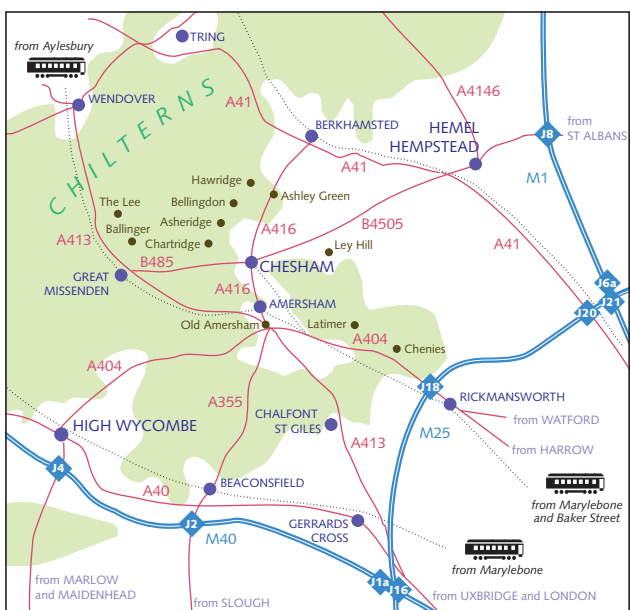 TRING
from Aylesbury
WENDOVER
CHILTERNS
A41
A4146
BERKHAMSTED
HEMEL
HEMPSTEAD
J8
from
ST ALBANS
M1
A41
Hawridge
Ashley Green
Bellingdon
The Lee
Asheridge
Ballinger
Chartridge
A416
B4505
A413
B485
Ley Hill
A41
CHESHAM
GREAT
MISSENDEN
A416
J6a
J21
J20
AMERSHAM
Old Amersham
Latimer
A404
Chenies
A404
J18
RICKMANSWORTH
A355
CHALFONT
ST GILES
from WATFORD
HIGH WYCOMBE
A413
M25
from HARROW
J4
BEACONSFIELD
A40
from Marylebone
and Baker Street
J2
M40
GERRARDS
CROSS
from Marylebone
J1a
J16
from MARLOW
and MAIDENHEAD
from SLOUGH
from UXBRIDGE and LONDON